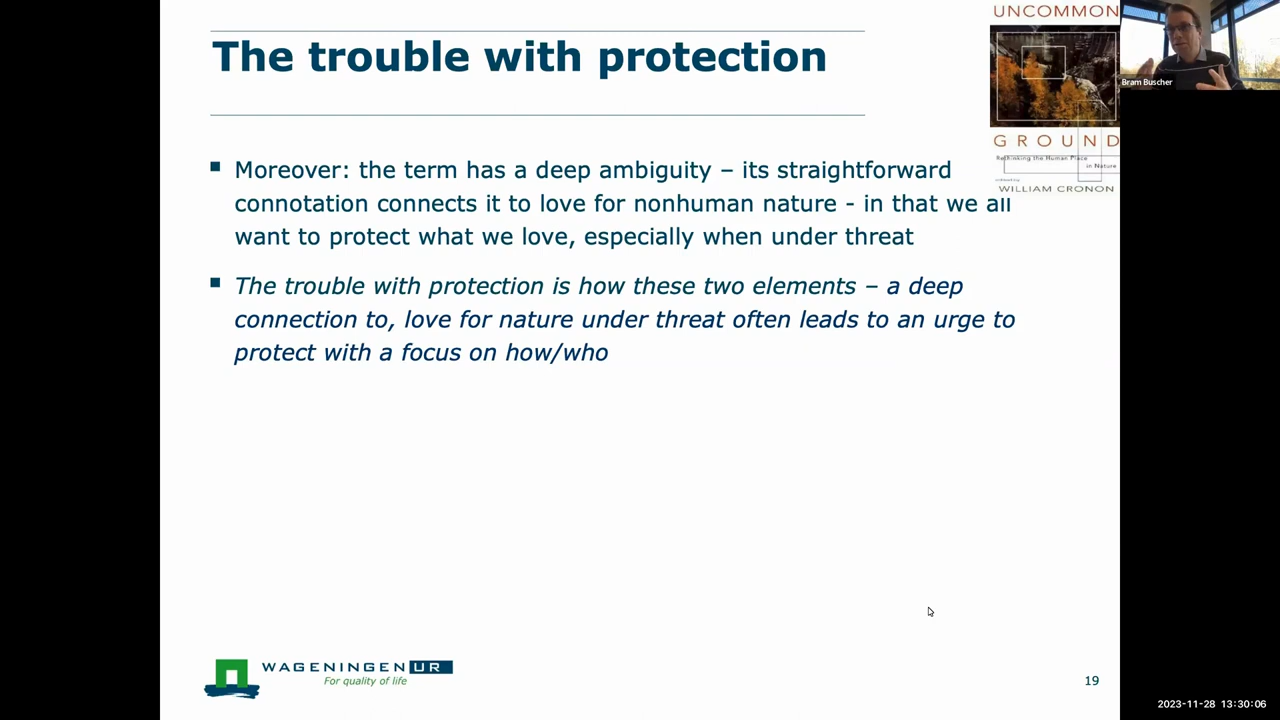 The trouble with protection
UNCOMMON
GROUND
Rethinking the Human Place
in Nature
WILLIAM CRONON
Bram Buscher
▪ Moreover: the term has a deep ambiguity – its straightforward
connotation connects it to love for nonhuman nature - in that we all
want to protect what we love, especially when under threat
▪ The trouble with protection is how these two elements – a deep
connection to, love for nature under threat often leads to an urge to
protect with a focus on how/who
WAGENINGEN UR
For quality of life
19
2023-11-28 13:30:06